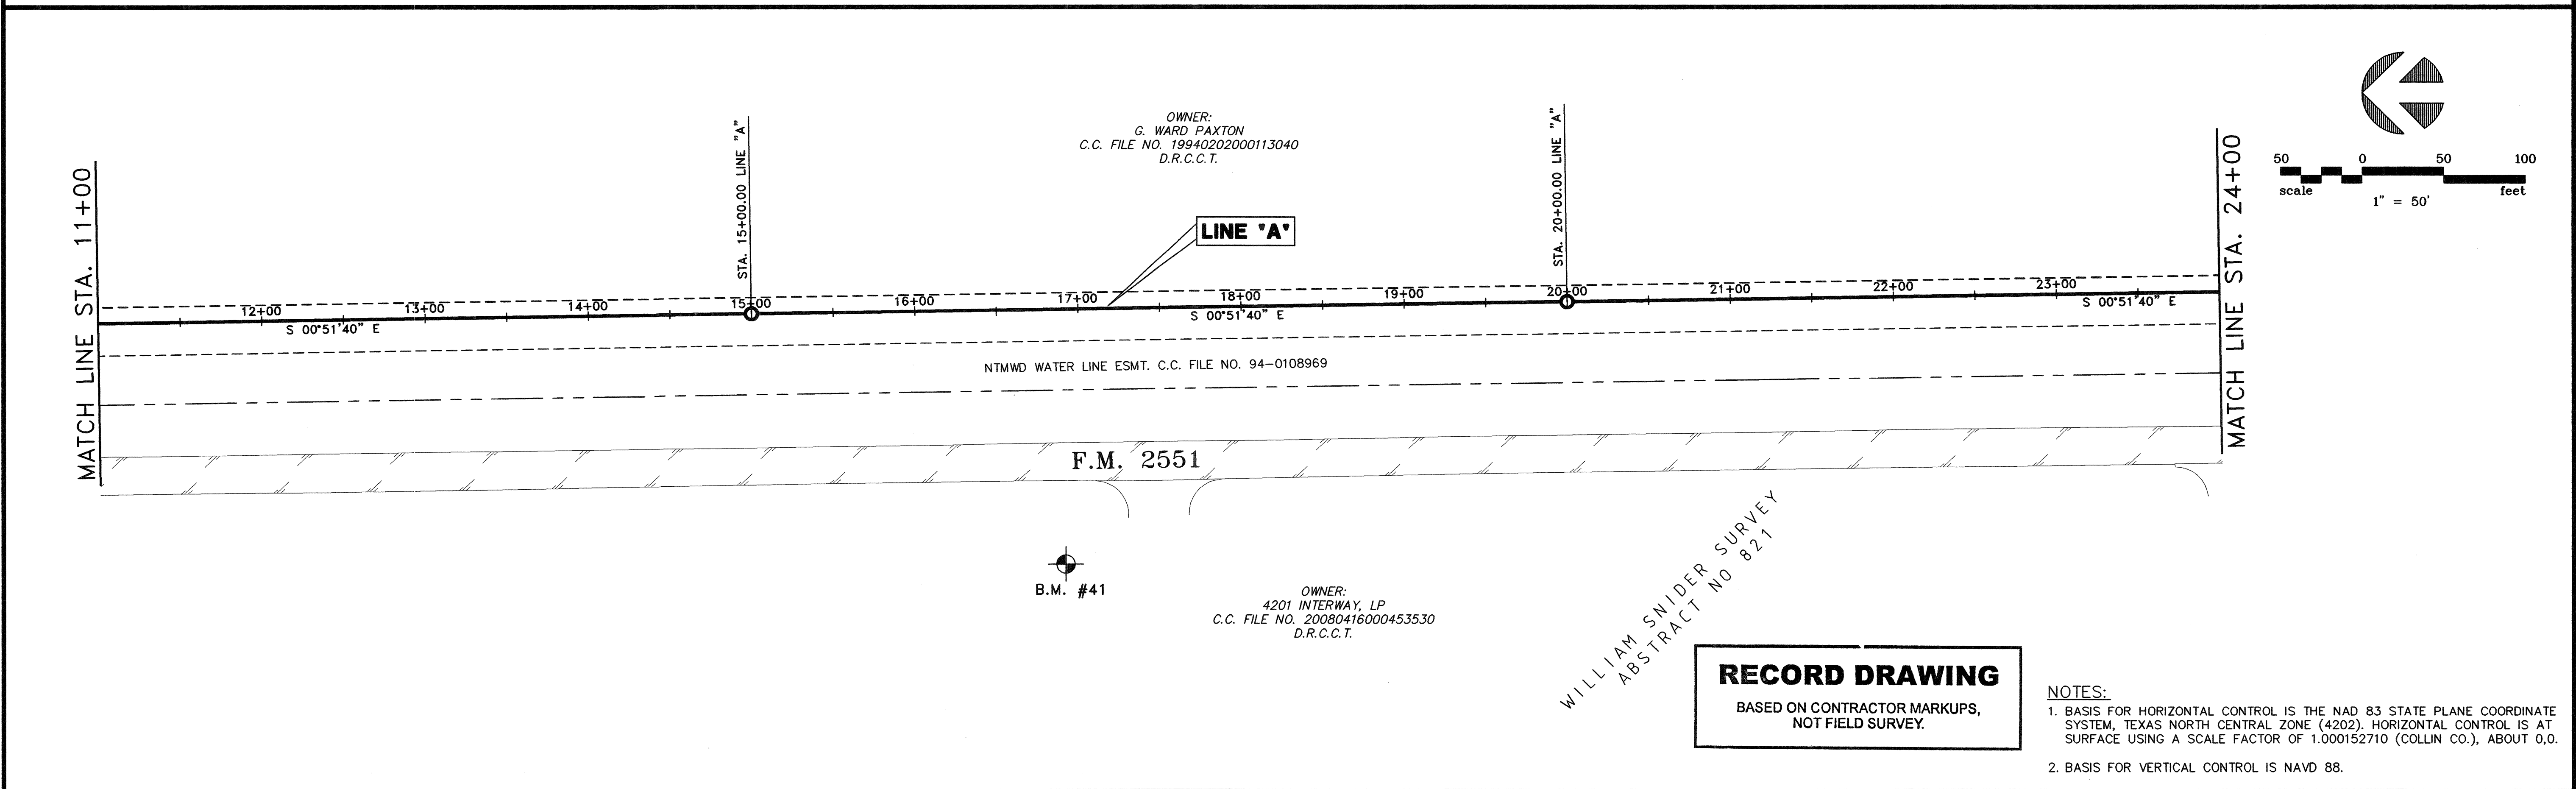 OWNER:
G. WARD PAXTON
C.C. FILE NO. 19940202000113040
D.R.C.C.T.
50 0 50 100
scale feet
1" = 50'
MATCH LINE STA. 11+00
STA. 15+00.00 LINE "A"
LINE "A"
STA. 20+00.00 LINE "A"
MATCH LINE STA. 24+00
12+00 13+00 14+00 15+00 16+00 17+00 18+00 19+00 20+00 21+00 22+00 23+00
S 00°51'40" E S 00°51'40" E S 00°51'40" E
NTMWD WATER LINE ESMT. C.C. FILE NO. 94-0108969
F.M. 2551
B.M. #41
OWNER:
4201 INTERWAY, LP
C.C. FILE NO. 20080416000453530
D.R.C.C.T.
WILLIAM SNIDER SURVEY
ABSTRACT NO 821
RECORD DRAWING
BASED ON CONTRACTOR MARKUPS,
NOT FIELD SURVEY.
NOTES:
1. BASIS FOR HORIZONTAL CONTROL IS THE NAD 83 STATE PLANE COORDINATE
SYSTEM, TEXAS NORTH CENTRAL ZONE (4202). HORIZONTAL CONTROL IS AT
SURFACE USING A SCALE FACTOR OF 1.000152710 (COLLIN CO.), ABOUT 0,0.
2. BASIS FOR VERTICAL CONTROL IS NAVD 88.